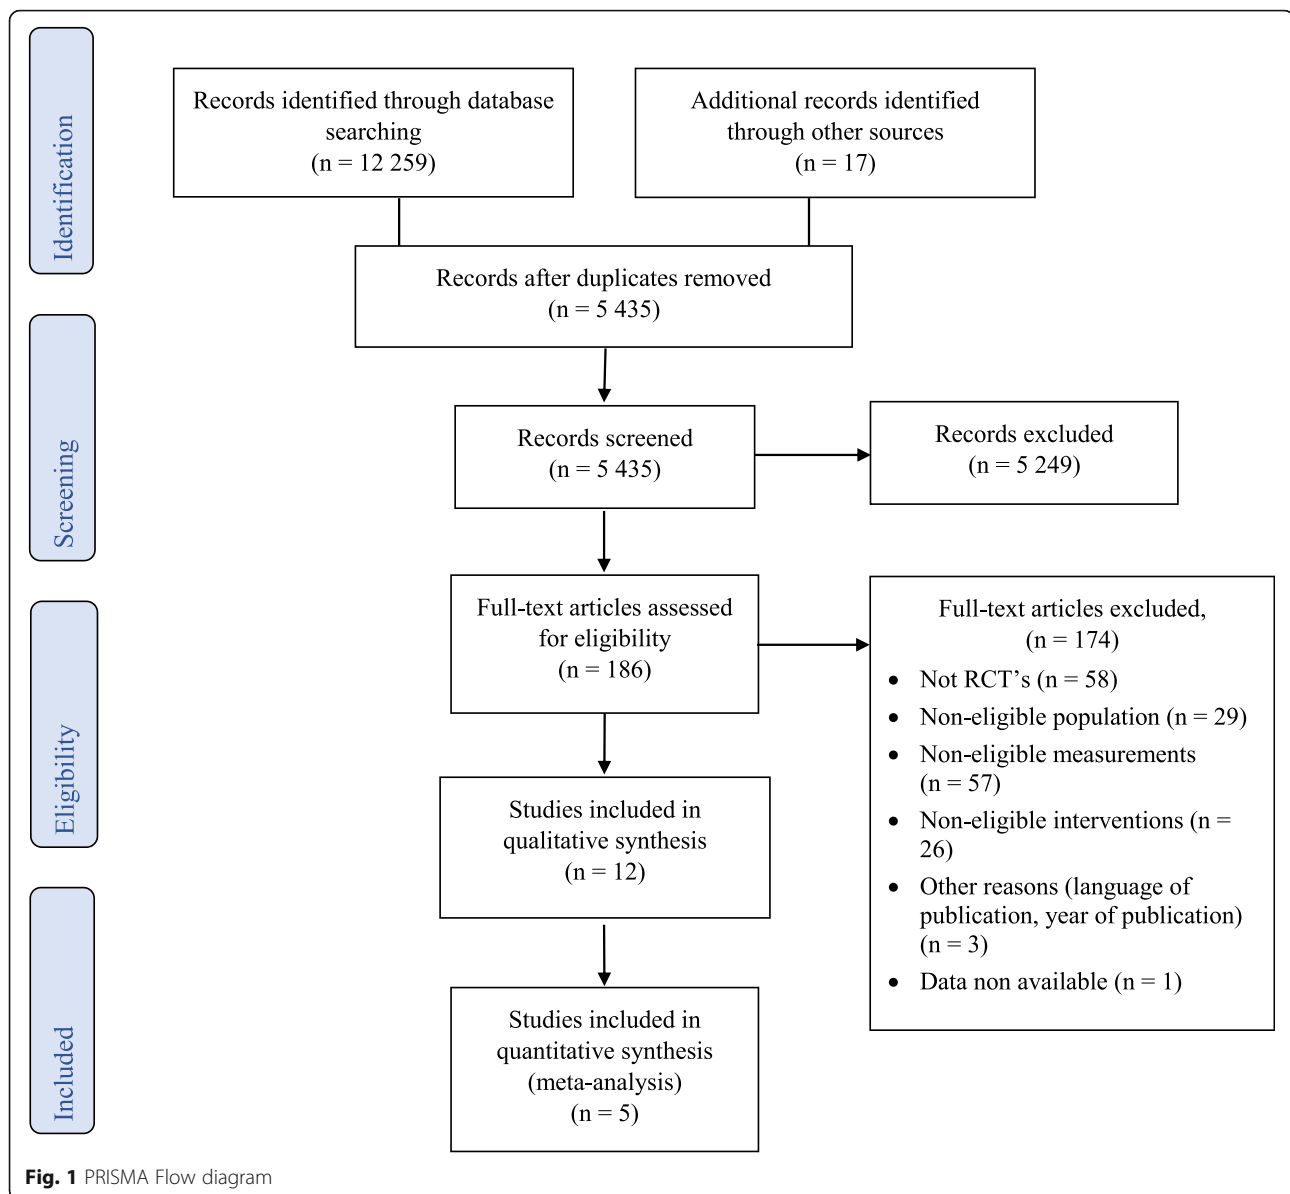 Identification
Records identified through database
searching
(n = 12 259)
Additional records identified
through other sources
(n = 17)
Records after duplicates removed
(n = 5 435)
Screening
Records screened
(n = 5 435)
Records excluded
(n = 5 249)
Eligibility
Full-text articles assessed
for eligibility
(n = 186)
Full-text articles excluded,
(n = 174)
• Not RCT’s (n = 58)
• Non-eligible population (n = 29)
• Non-eligible measurements
(n = 57)
• Non-eligible interventions (n =
26)
• Other reasons (language of
publication, year of publication)
(n = 3)
• Data non available (n = 1)
Studies included in
qualitative synthesis
(n = 12)
Included
Studies included in
quantitative synthesis
(meta-analysis)
(n = 5)
Fig. 1 PRISMA Flow diagram